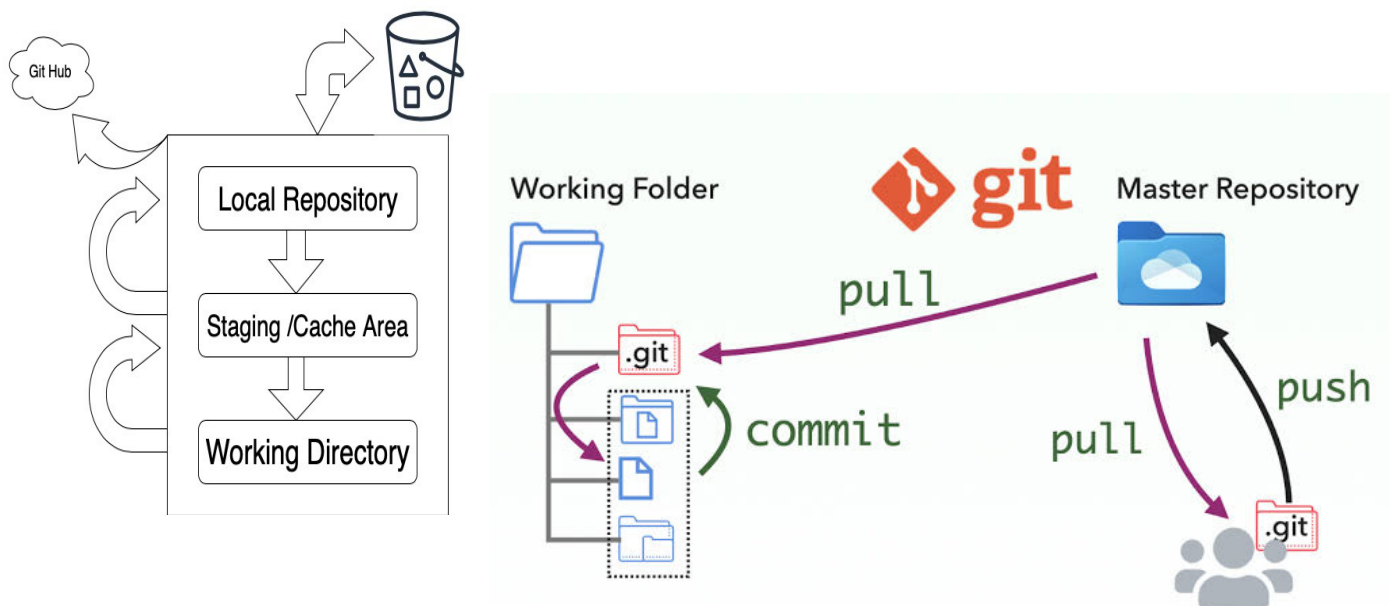 Git Hub
Local Repository
Staging /Cache Area
Working Directory
Working Folder
git
Master Repository
pull
.git
commit
pull
push
.git